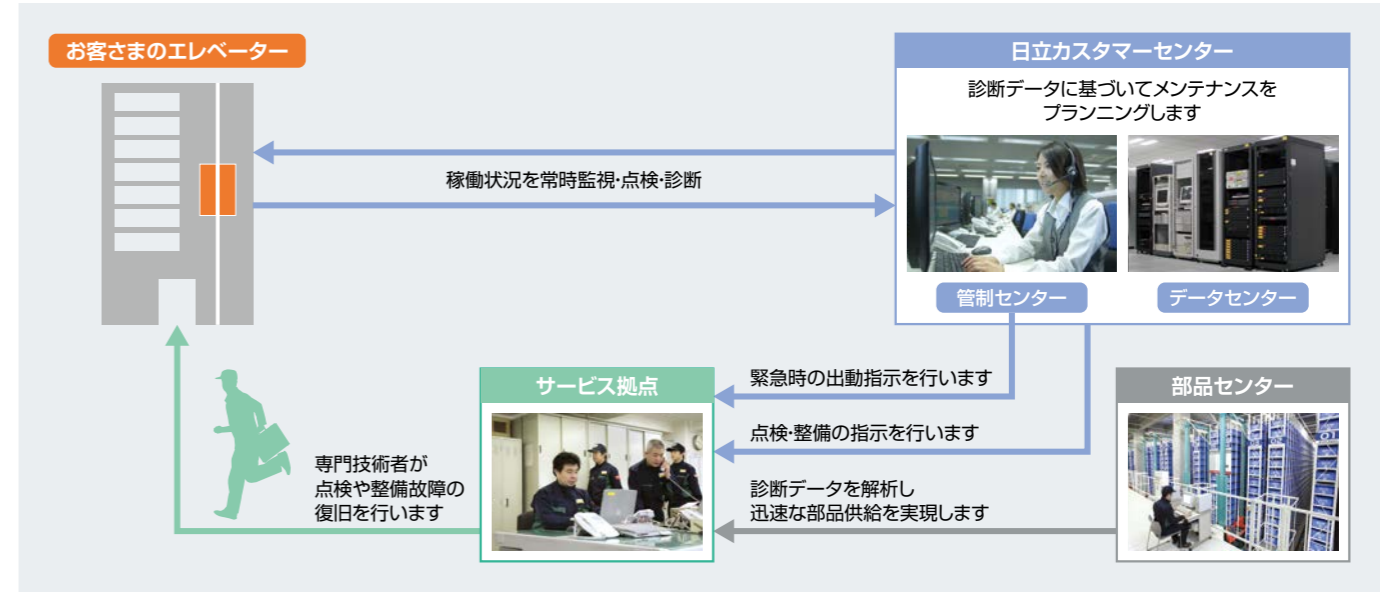 お客さまのエレベーター
日立カスタマーセンター
診断データに基づいてメンテナンスを
プランニングします
稼働状況を常時監視・点検・診断
管制センター
データセンター
サービス拠点
緊急時の出動指示を行います
部品センター
点検・整備の指示を行います
専門技術者が
点検や整備故障の
復旧を行います
診断データを解析し
迅速な部品供給を実現します